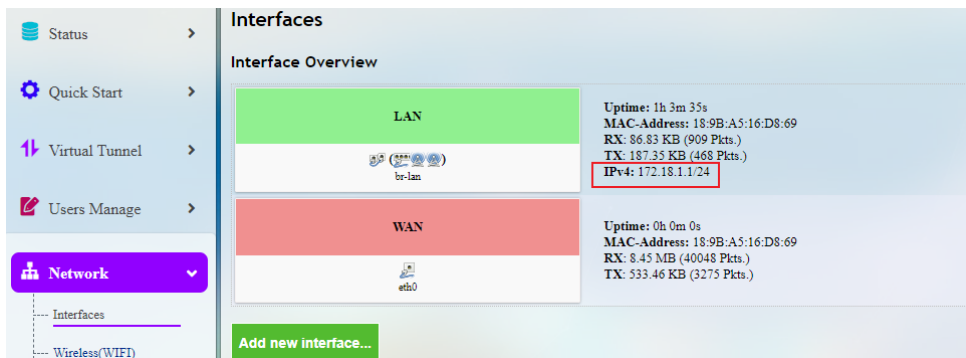 Status
Quick Start
Virtual Tunnel
Users Manage
Network
Interfaces
Wireless(WIFI)
Interfaces
Interface Overview
LAN
br-lan
Uptime: 1h 3m 35s
MAC-Address: 18:9B:A5:16:D8:69
RX: 86.83 KB (909 Pkts.)
TX: 187.35 KB (468 Pkts.)
IPv4: 172.18.1.1/24
WAN
eth0
Uptime: 0h 0m 0s
MAC-Address: 18:9B:A5:16:D8:69
RX: 8.45 MB (40048 Pkts.)
TX: 533.46 KB (3275 Pkts.)
Add new interface...